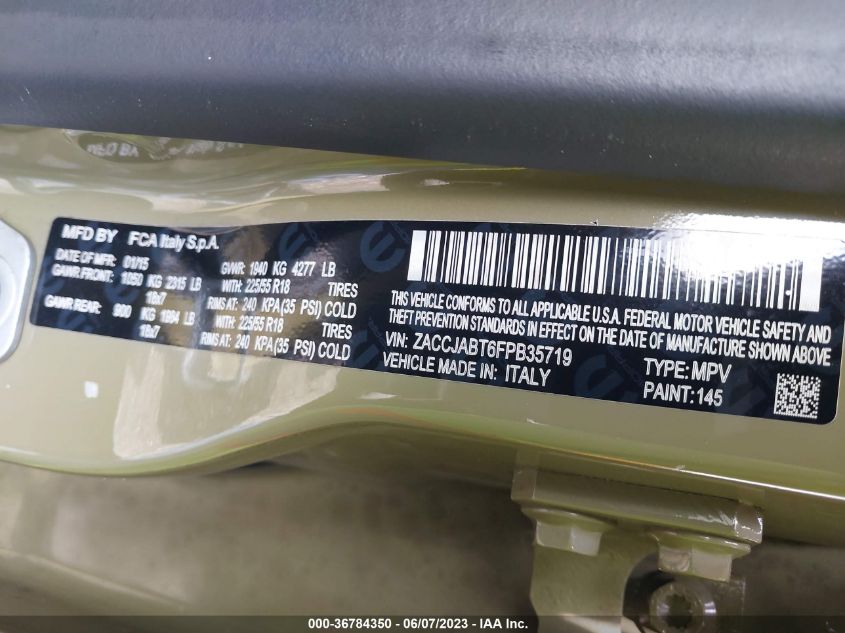 MFD BY FCA Italy S.p.A.
DATE OF MFR: 01/15 GVWR: 1940 KG 4277 LB
GAWR FRONT: 1050 KG 2315 LB WITH: 225/55 R18 TIRES
18x7 RIMS AT: 240 KPA(35 PSI) COLD
GAWR REAR: 900 KG 1984 LB WITH: 225/55 R18 TIRES
18x7 RIMS AT: 240 KPA(35 PSI) COLD
THIS VEHICLE CONFORMS TO ALL APPLICABLE U.S.A. FEDERAL MOTOR VEHICLE SAFETY AND
THEFT PREVENTION STANDARDS IN EFFECT ON THE DATE OF MANUFACTURE SHOWN ABOVE
VIN: ZACCJABT6FPB35719 TYPE: MPV
VEHICLE MADE IN: ITALY PAINT: 145
000-36784350 - 06/07/2023 - IAA Inc.